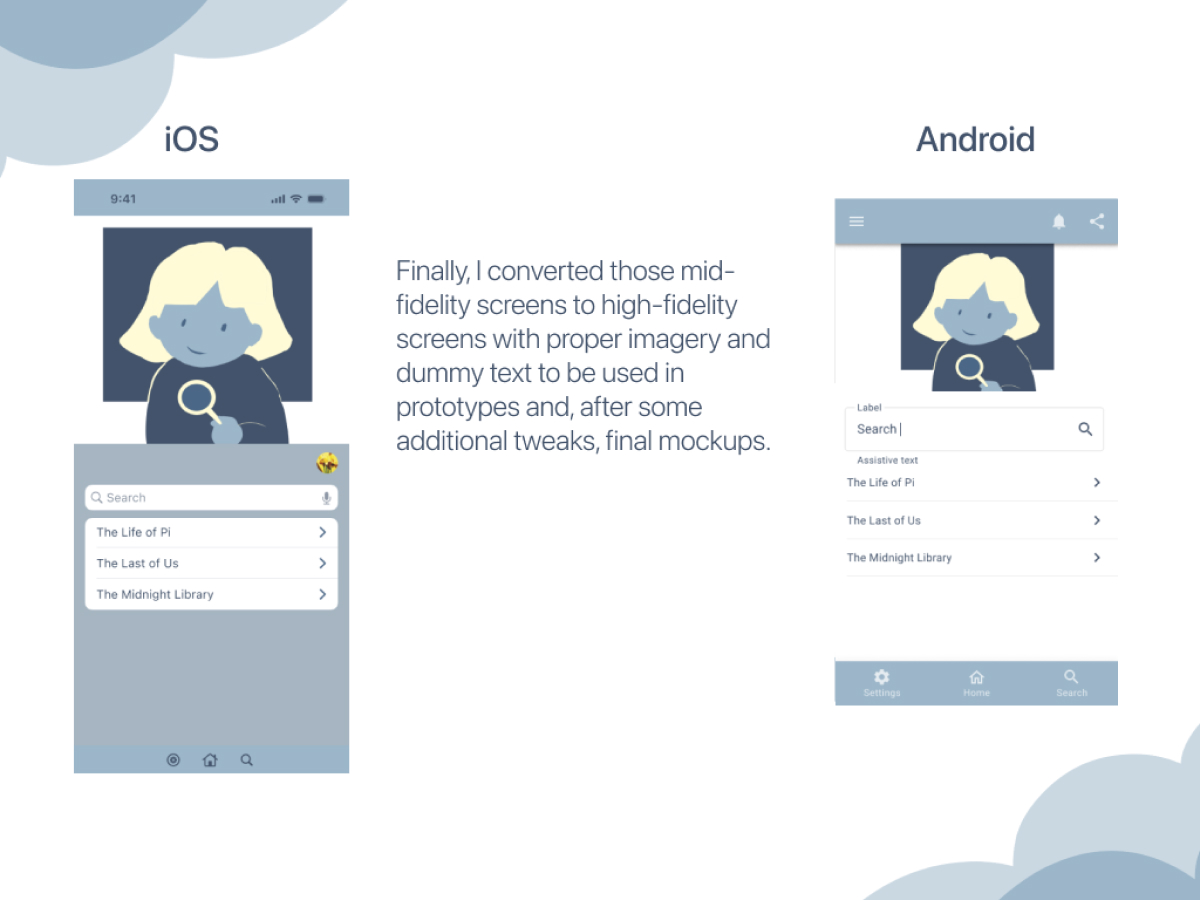 iOS
9:41
Search
The Life of Pi
The Last of Us
The Midnight Library
Finally, I converted those mid-
fidelity screens to high-fidelity
screens with proper imagery and
dummy text to be used in
prototypes and, after some
additional tweaks, final mockups.
Android
Label
Search
Assistive text
The Life of Pi
The Last of Us
The Midnight Library
Settings
Home
Search